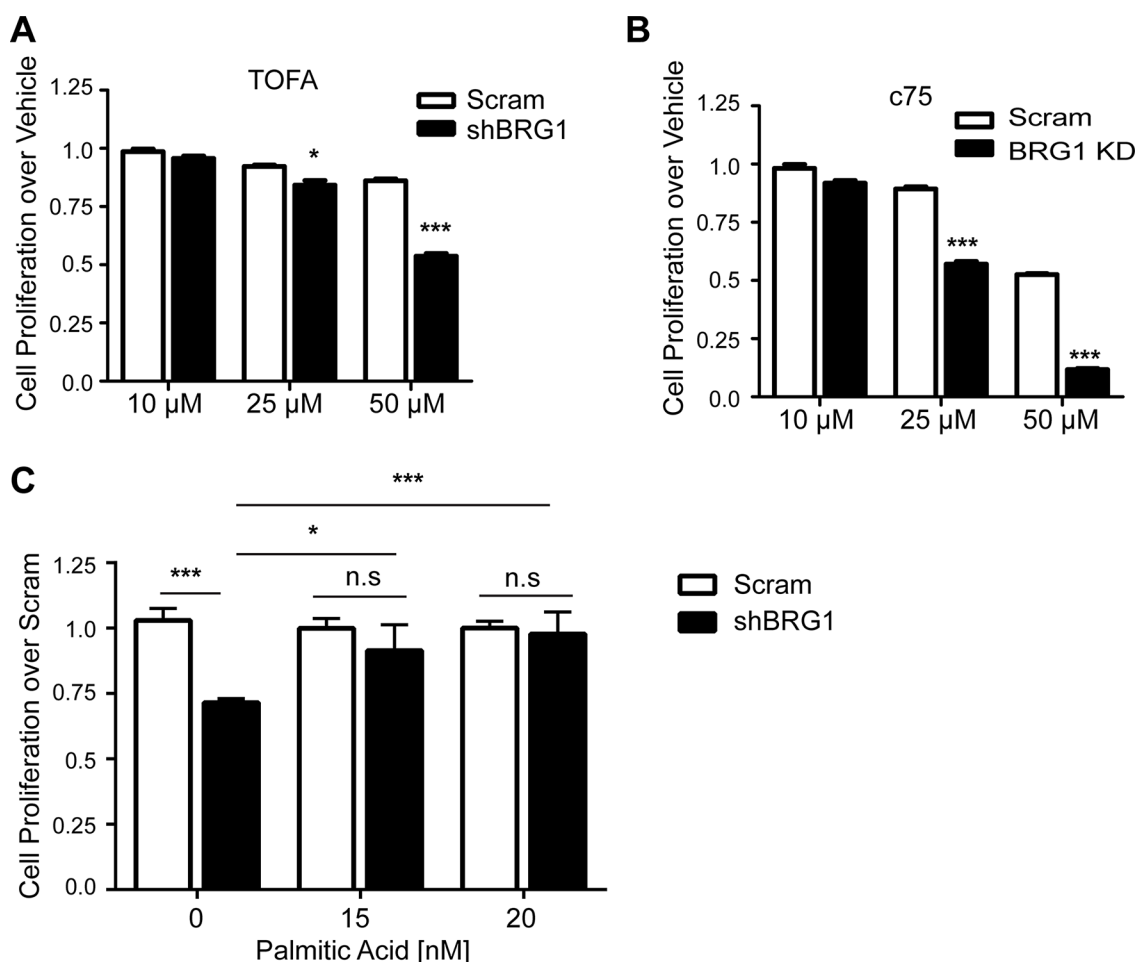 A
Cell Proliferation over Vehicle
TOFA
Scram
shBRG1
1.25
1.0
0.75
0.5
0.25
0.0
*
***
10 µM
25 µM
50 µM
B
Cell Proliferation over Vehicle
c75
Scram
BRG1 KD
1.25
1.0
0.75
0.5
0.25
0.0
***
***
10 µM
25 µM
50 µM
C
Cell Proliferation over Scram
***
*
***
n.s
n.s
Scram
shBRG1
1.25
1.0
0.75
0.5
0.25
0.0
0
15
20
Palmitic Acid [nM]